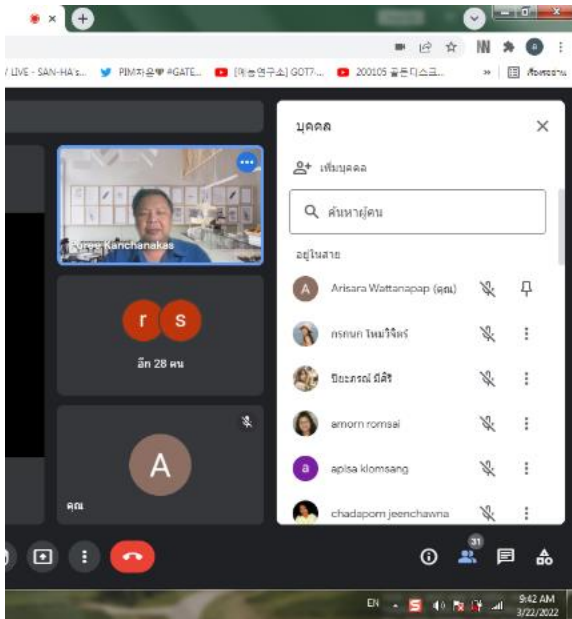 / LIVE - SAN-HA's...
PIM자은🖤 #GATE...
[예능연구소] GOT7-...
200105 골든디스크...
»
บุคคล
เพิ่มบุคคล
ค้นหาผู้คน
อยู่ในสาย
Poree Kanchanakas
r s
อีก 28 คน
A
คุณ
A Arisara Wattanapap (คุณ)
กรกนก ไหมวิจิตร์
ปิยะภรณ์ มีศิริ
amorn romsai
a apisa klomsang
chadaporn jeenchawna
31
EN
9:42 AM
3/22/2022